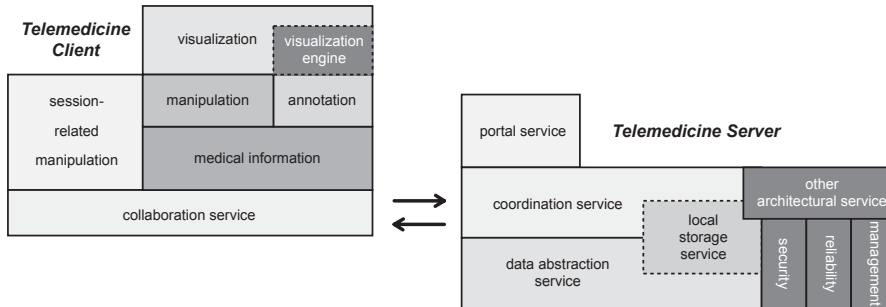 Telemedicine
Client
visualization
visualization
engine
session-
related
manipulation
manipulation
annotation
medical information
collaboration service
portal service
Telemedicine Server
coordination service
other
architectural service
local
storage
service
data abstraction
service
security
reliability
management